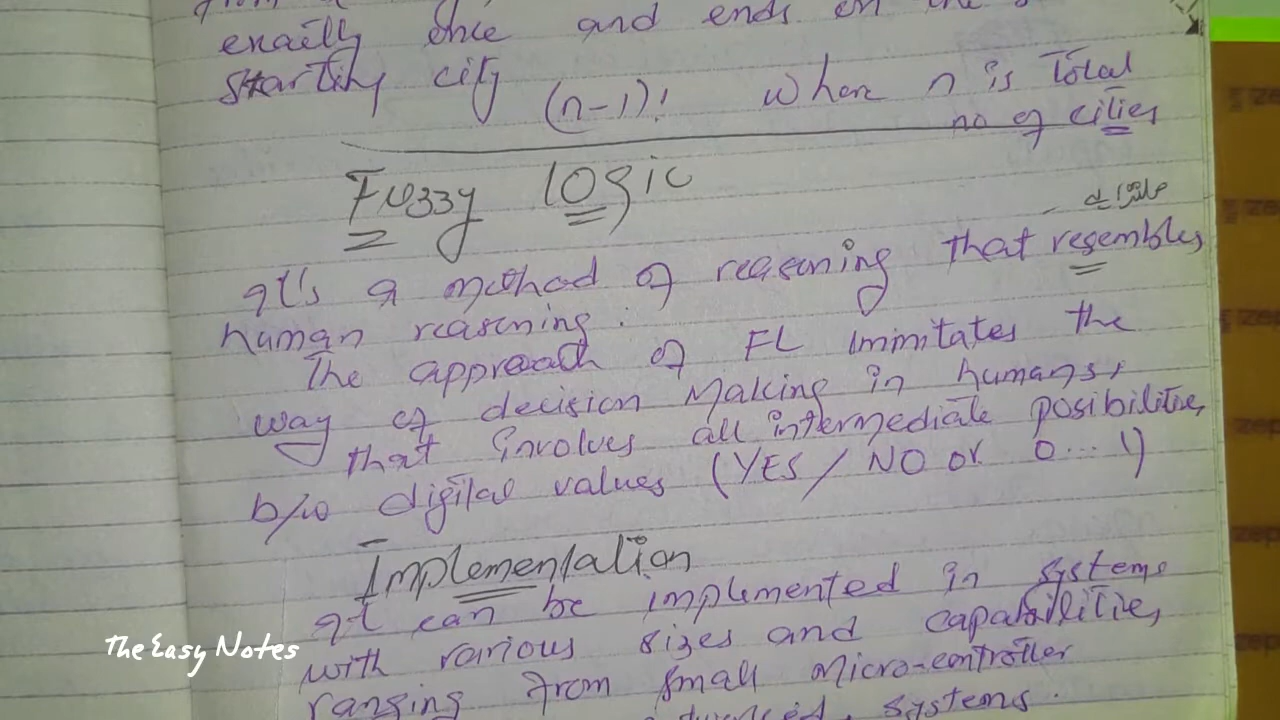 exactly once and ends on the s
starting city (n-1)! where n is Total
no of cities
Fuzzy logic
It's a method of reasoning that resembles
human reasoning.
The approach of FL immitates the
way of decision making in humans,
that involves all intermediate posibilities
b/w digital values (YES / NO or 0...1)
Implementation
It can be implemented in systems
with various sizes and capabilities,
ranging from small micro-controller
systems.
The Easy Notes